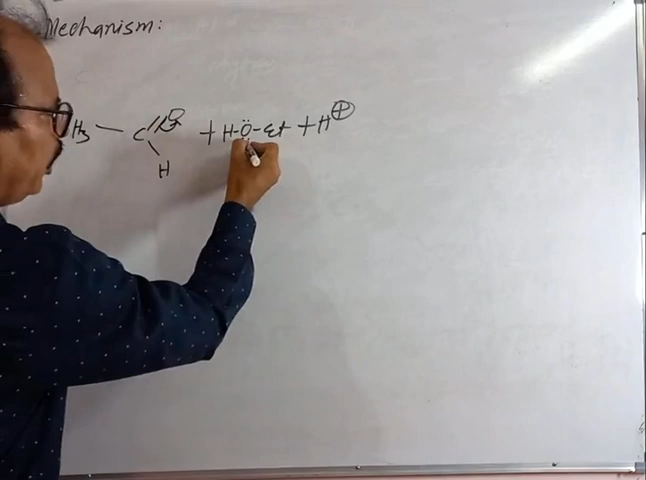 Mechanism:
H₃ — C=O + H-Ö-Et + H⊕
H